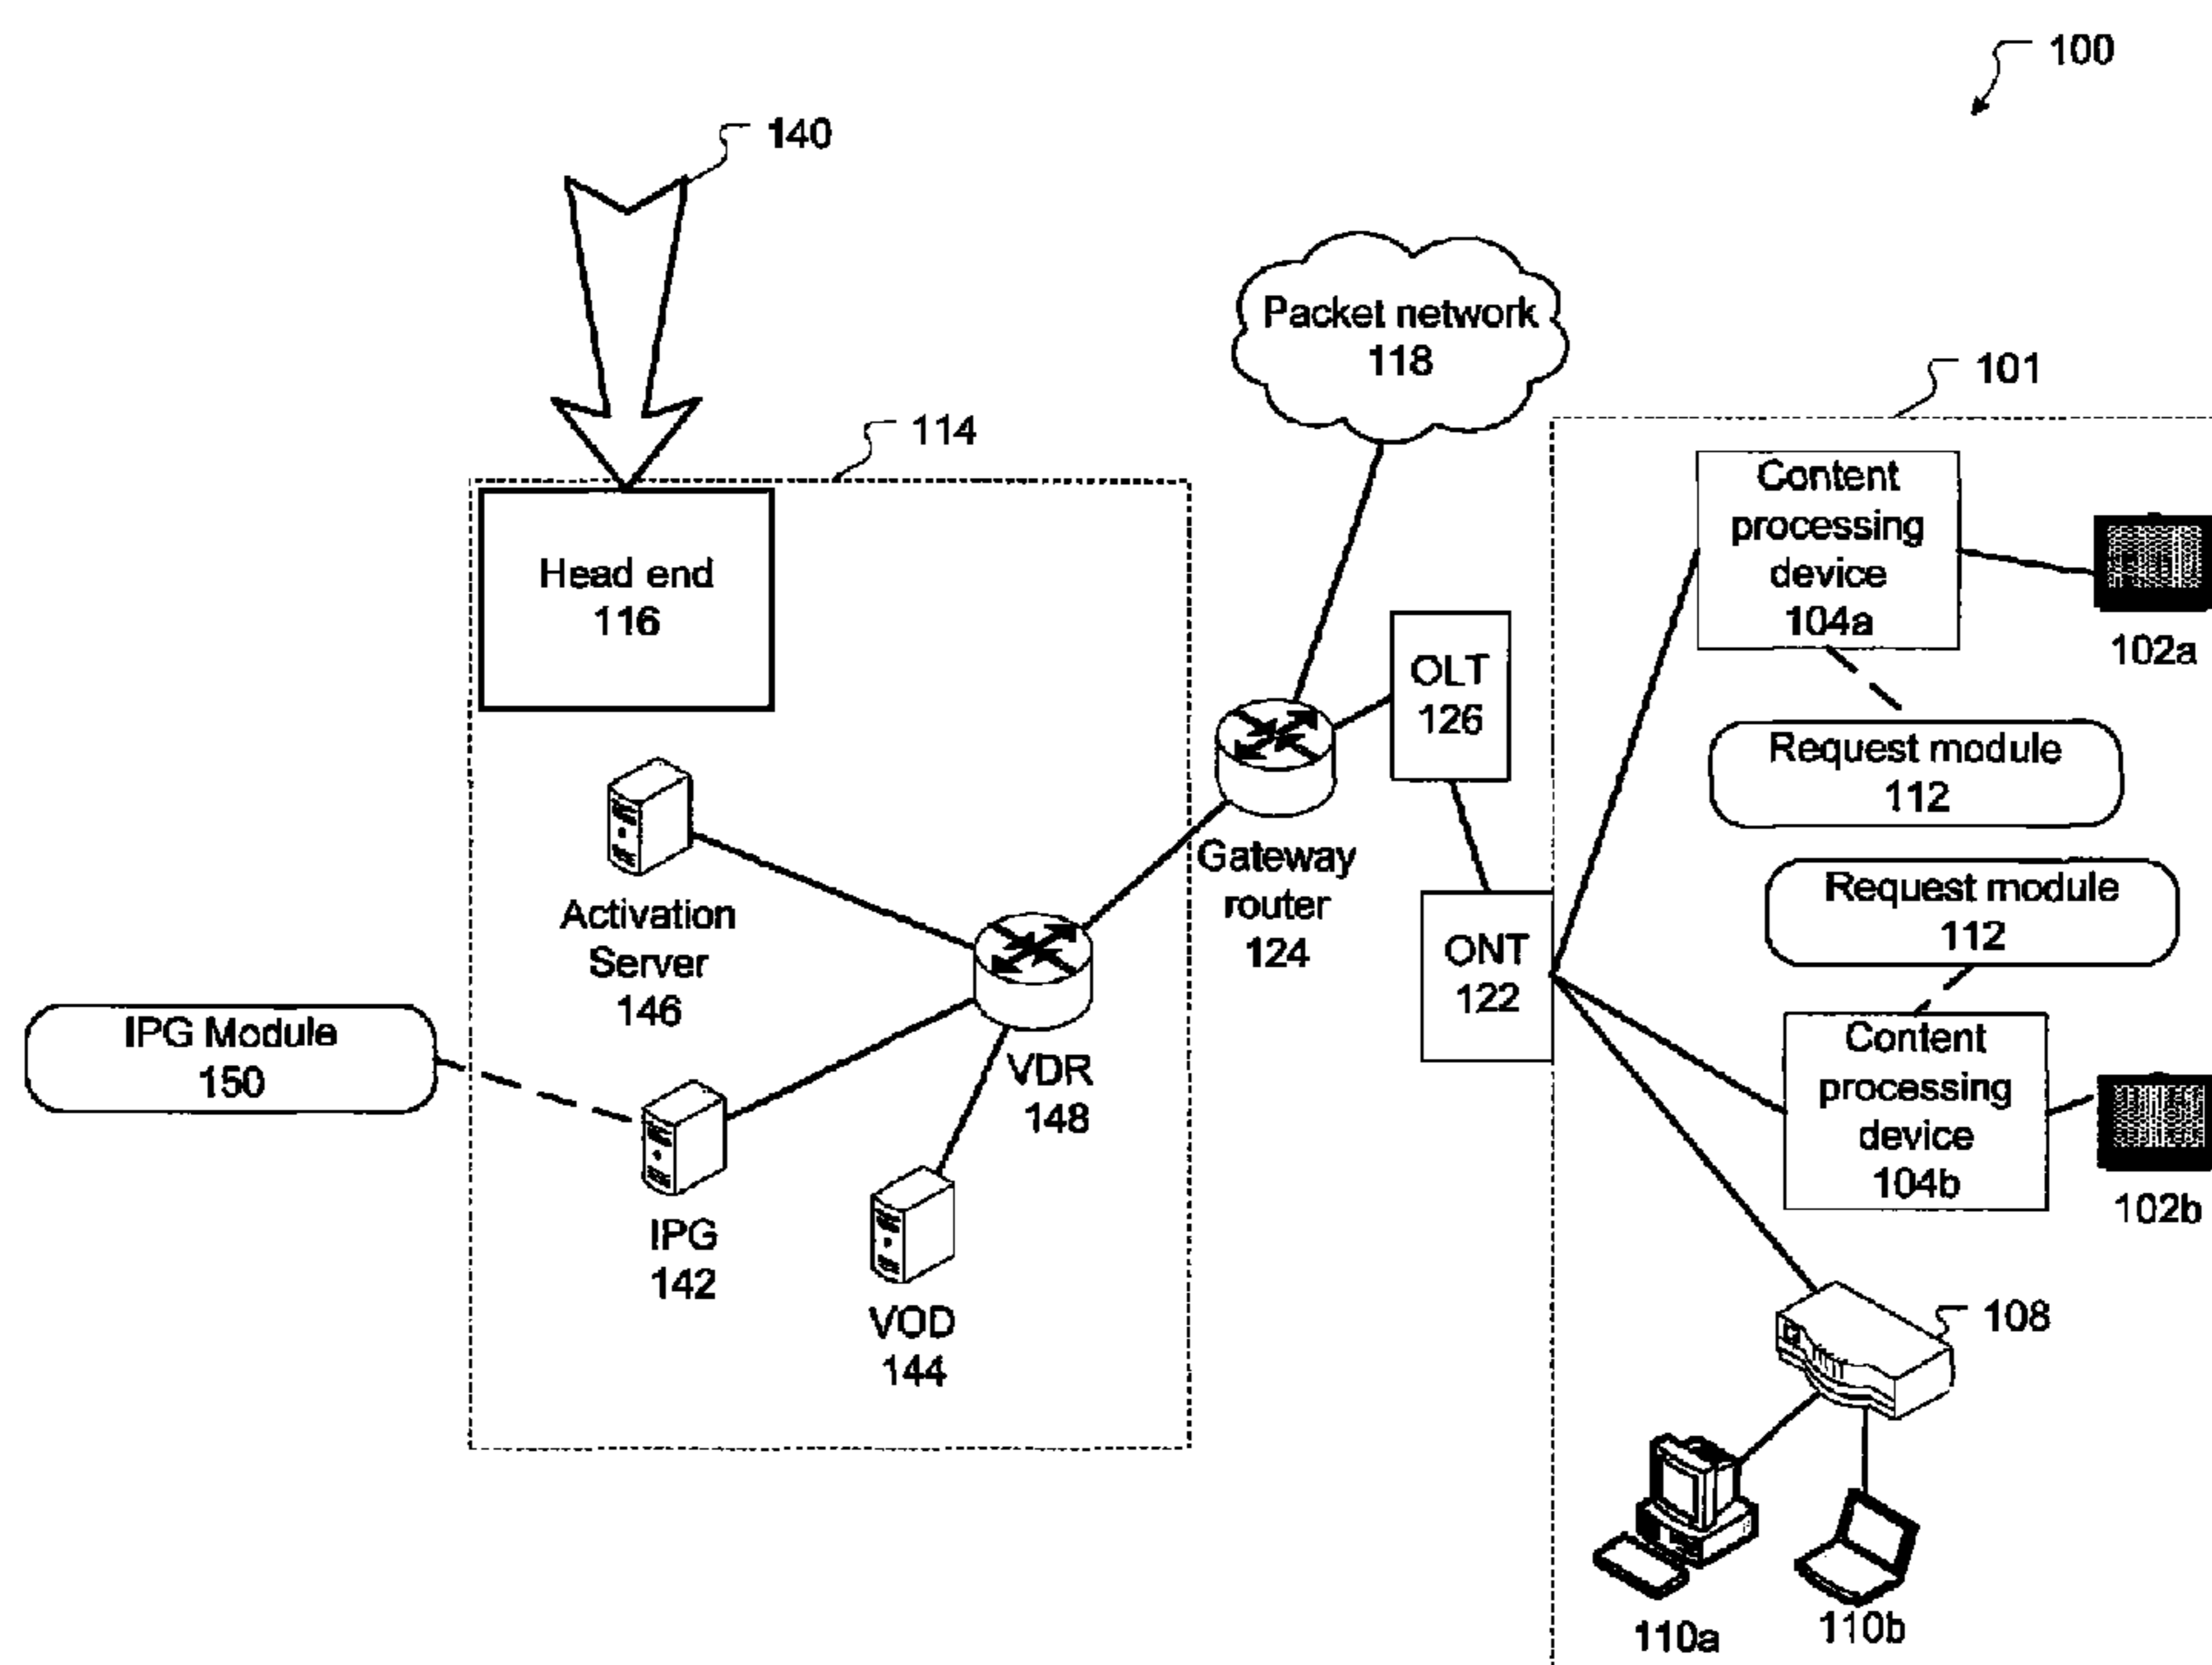 100
140
Packet network
118
101
114
Content
processing
device
104a
102a
Head end
116
OLT
126
Request module
112
Gateway
router
124
Request module
112
Activation
Server
146
ONT
122
IPG Module
150
VDR
148
Content
processing
device
104b
102b
IPG
142
VOD
144
108
110a
110b